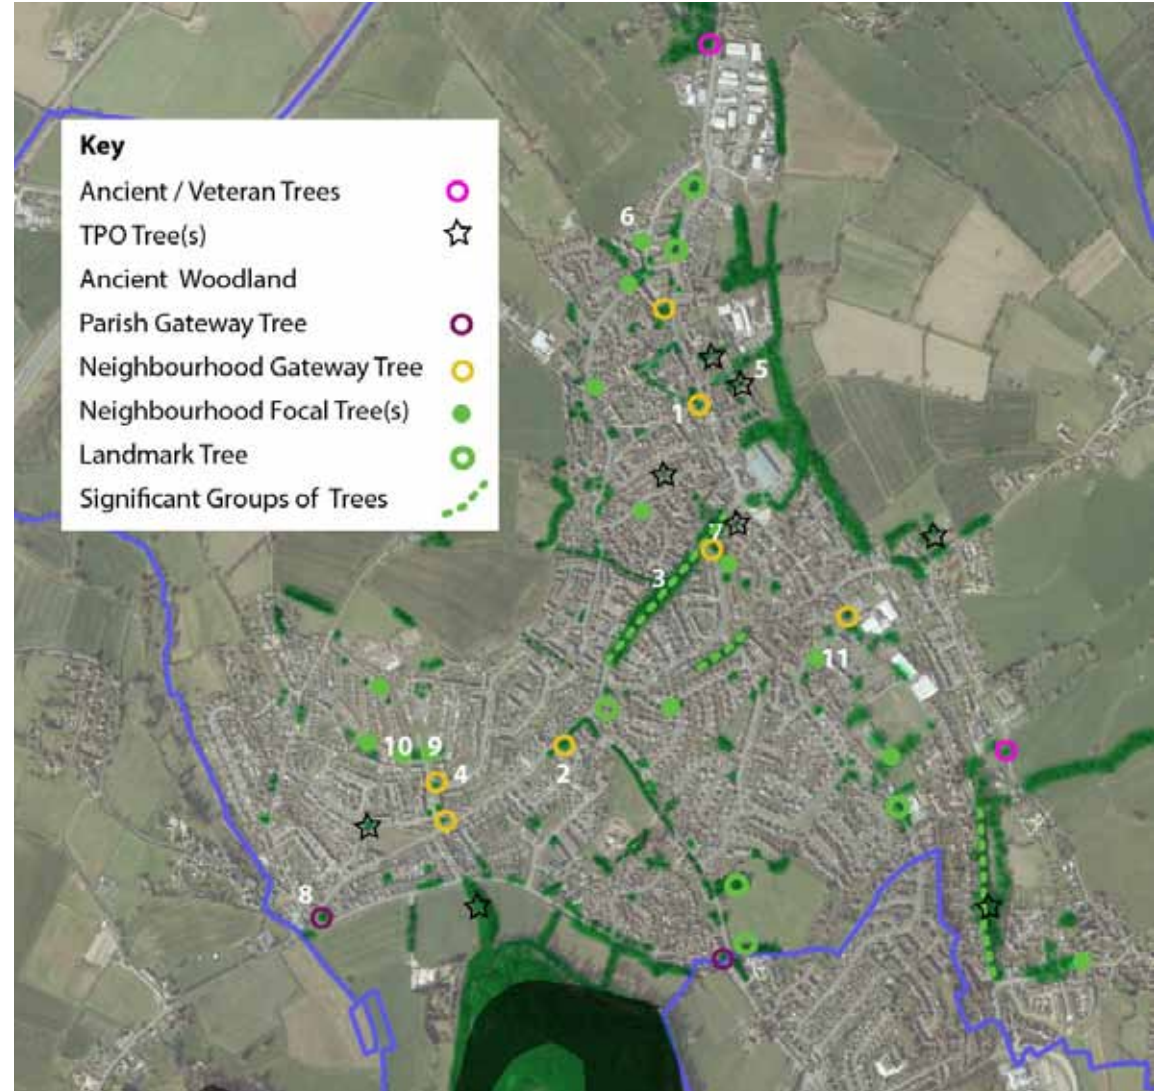 Key
Ancient / Veteran Trees
TPO Tree(s)
Ancient Woodland
Parish Gateway Tree
Neighbourhood Gateway Tree
Neighbourhood Focal Tree(s)
Landmark Tree
Significant Groups of Trees
6
5
1
7
3
11
10 9
4
2
8